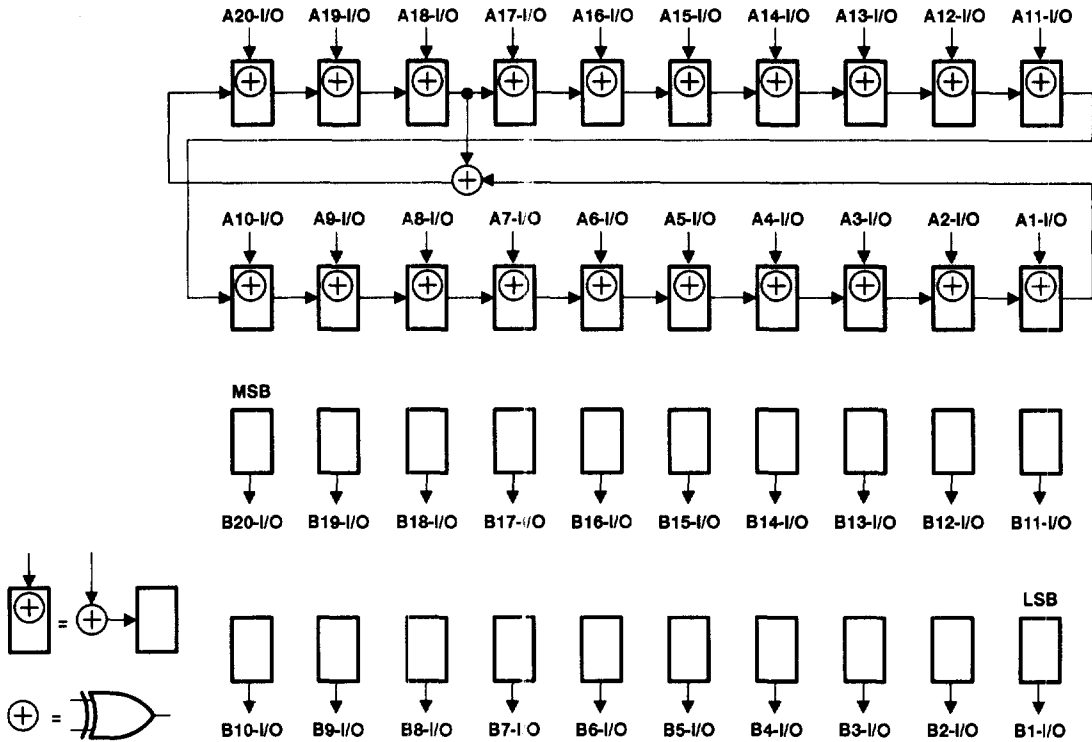 A20-I/O A19-I/O A18-I/O A17-I/O A16-I/O A15-I/O A14-I/O A13-I/O A12-I/O A11-I/O
A10-I/O A9-I/O A8-I/O A7-I/O A6-I/O A5-I/O A4-I/O A3-I/O A2-I/O A1-I/O
MSB
B20-I/O B19-I/O B18-I/O B17-I/O B16-I/O B15-I/O B14-I/O B13-I/O B12-I/O B11-I/O
LSB
=
=
B10-I/O B9-I/O B8-I/O B7-I/O B6-I/O B5-I/O B4-I/O B3-I/O B2-I/O B1-I/O